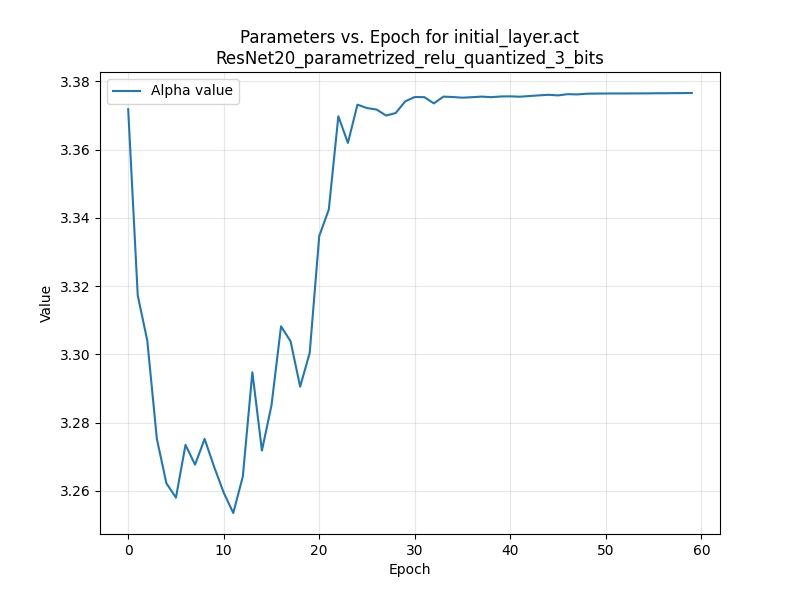 Parameters vs. Epoch for initial_layer.act
ResNet20_parametrized_relu_quantized_3_bits
Alpha value
3.38
3.36
3.34
3.32
3.30
3.28
3.26
Value
0 10 20 30 40 50 60
Epoch